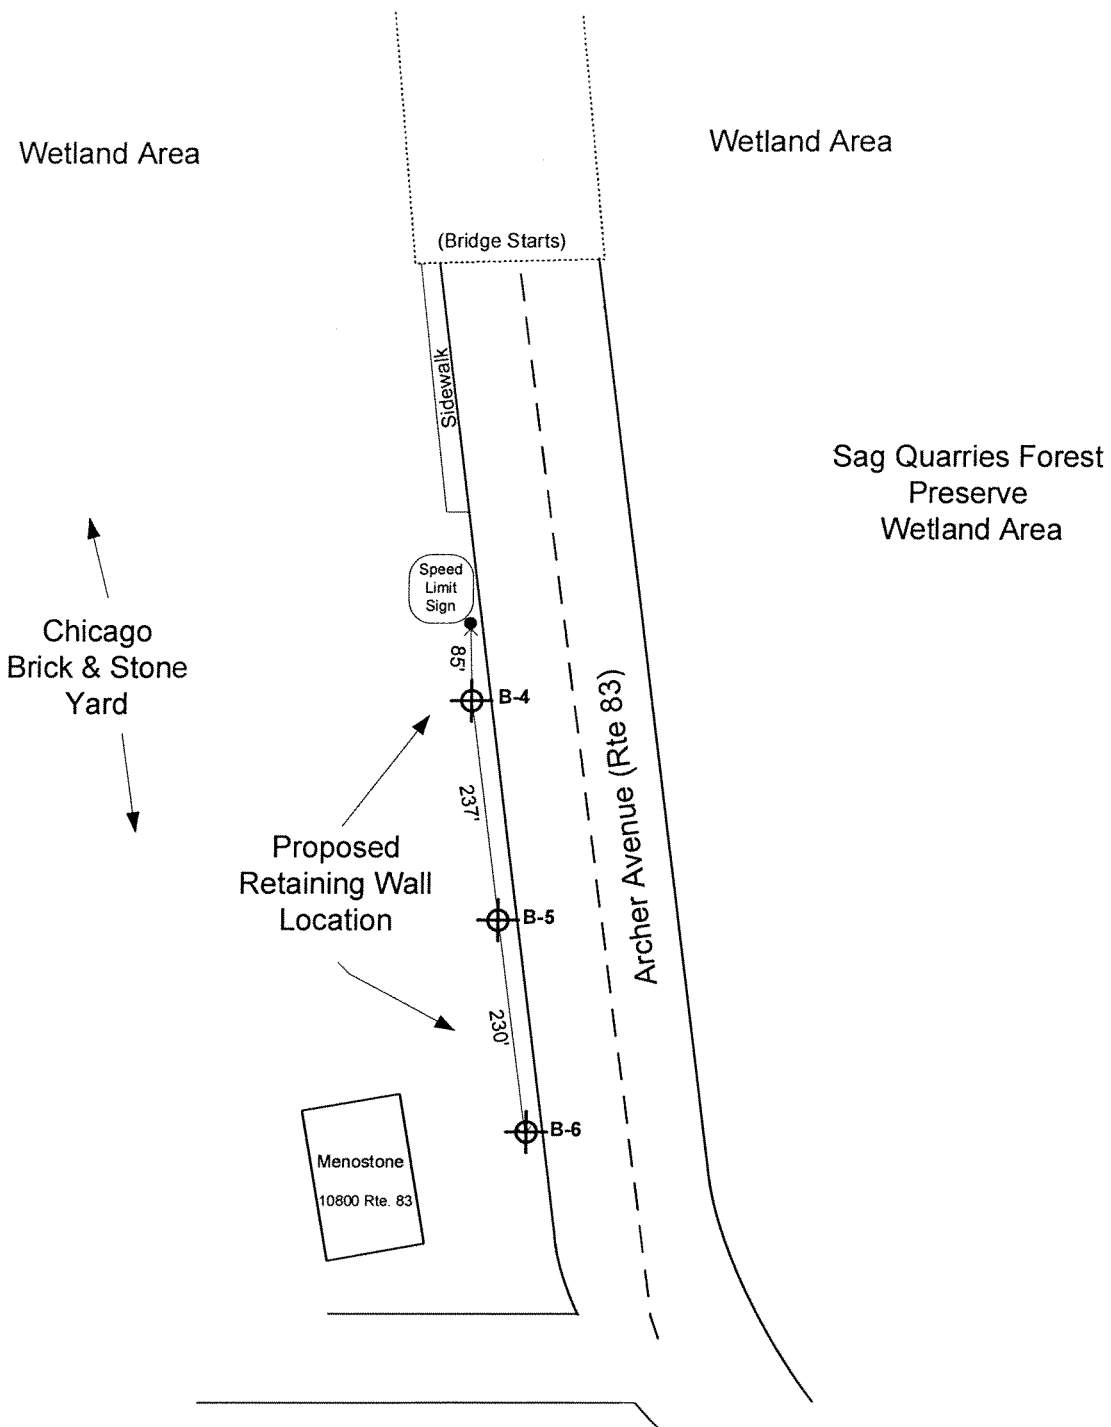 Wetland Area
Wetland Area
(Bridge Starts)
Sidewalk
Sag Quarries Forest
Preserve
Wetland Area
Speed
Limit
Sign
Chicago
Brick & Stone
Yard
85'
B-4
Archer Avenue (Rte 83)
237'
Proposed
Retaining Wall
Location
B-5
230'
B-6
Menostone
10800 Rte. 83